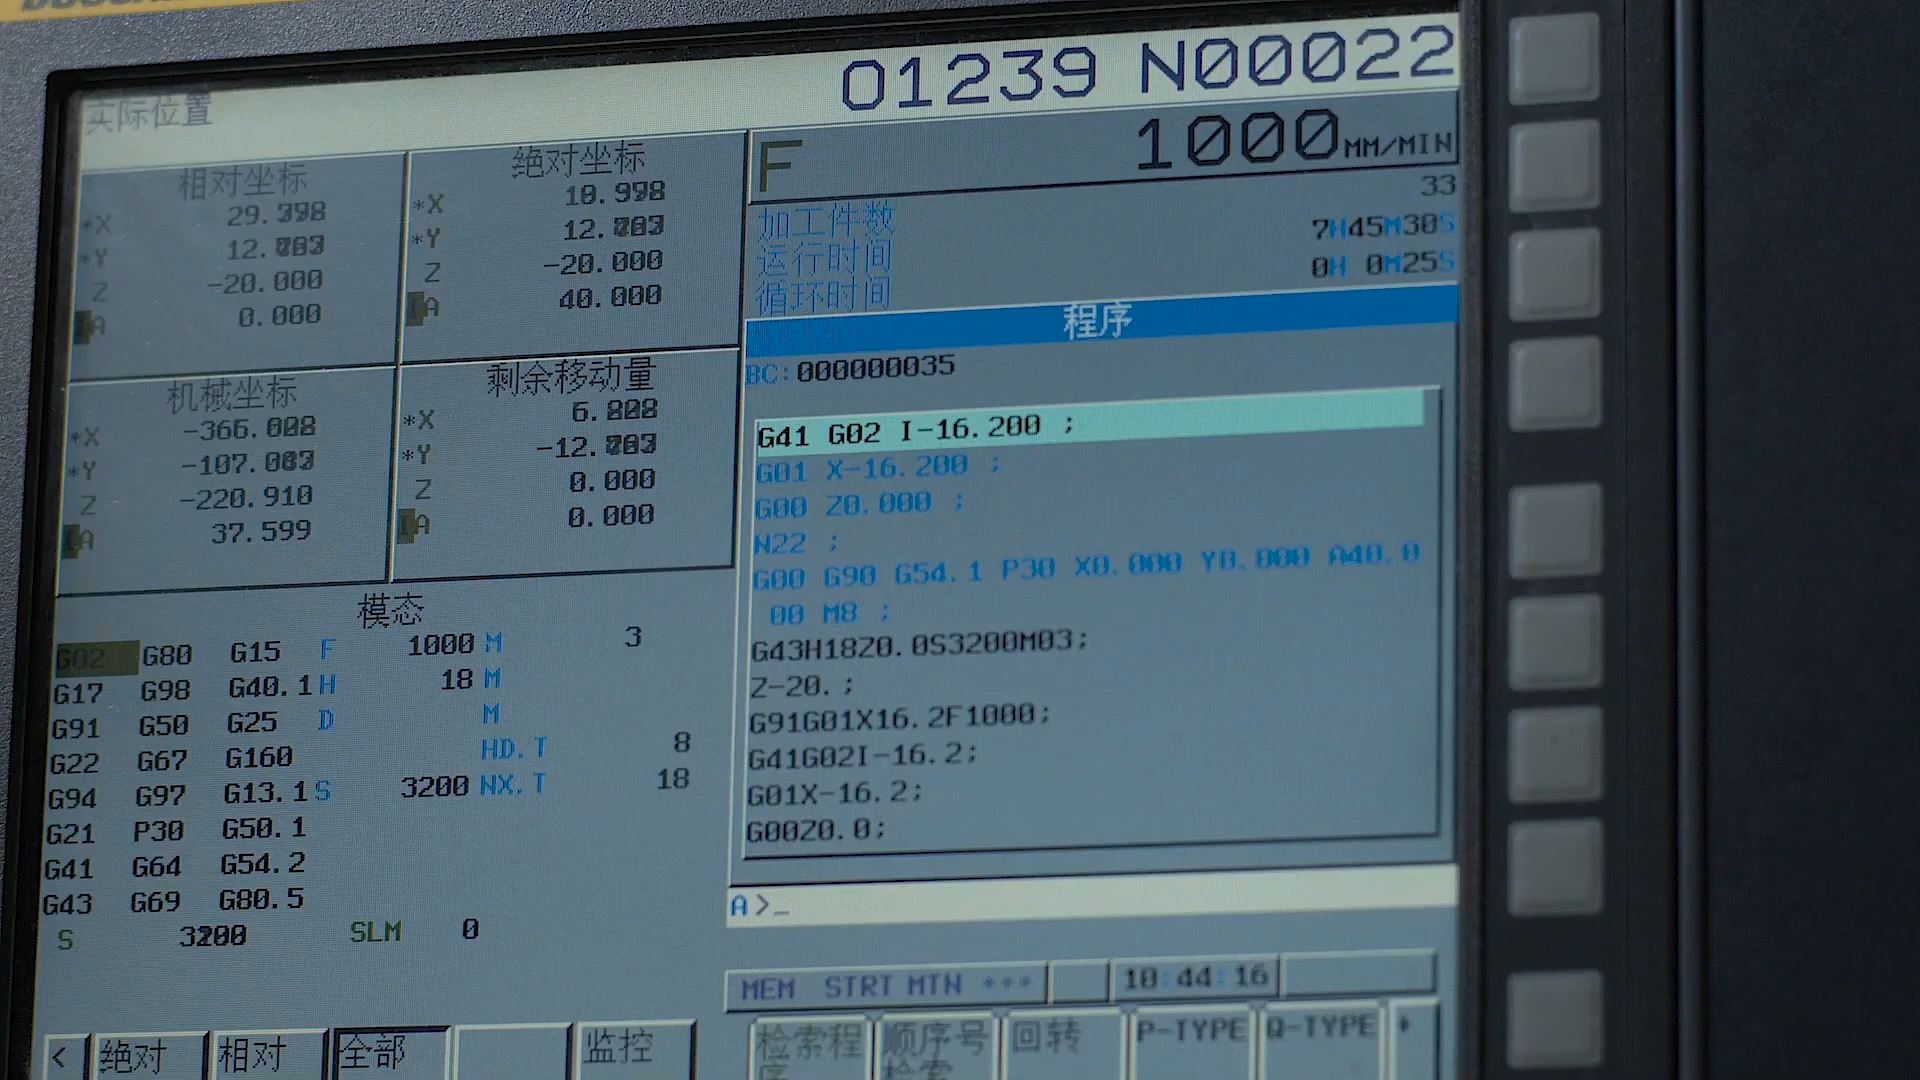 O1239 N00022
实际位置
相对坐标
*X 29.398
*Y 12.703
Z -20.000
A 0.000
绝对坐标
*X 10.998
*Y 12.703
Z -20.000
A 40.000
机械坐标
*X -366.008
*Y -107.003
Z -220.910
A 37.599
剩余移动量
*X 6.808
*Y -12.703
Z 0.000
A 0.000
F 1000 MM/MIN
加工件数 33
运行时间 7H45M30S
循环时间 0H 0M25S
程序
BC:000000035
G41 G02 I-16.200 ;
G01 X-16.200 ;
G00 Z0.000 ;
N22 ;
G00 G90 G54.1 P30 X0.000 Y0.000 A40.0
00 M8 ;
G43H18Z0.0S3200M03;
Z-20.;
G91G01X16.2F1000;
G41G02I-16.2;
G01X-16.2;
G00Z0.0;
模态
G02 G80 G15 F 1000 M 3
G17 G98 G40.1 H 18 M
G91 G50 G25 D M
G22 G67 G160 HD.T 8
G94 G97 G13.1 S 3200 NX.T 18
G21 P30 G50.1
G41 G64 G54.2
G43 G69 G80.5
S 3200 SLM 0
A>_
MEM STRT MTN *** 10:44:16
< 绝对 相对 全部 监控
检索程序 顺序号检索 回转 P-TYPE Q-TYPE